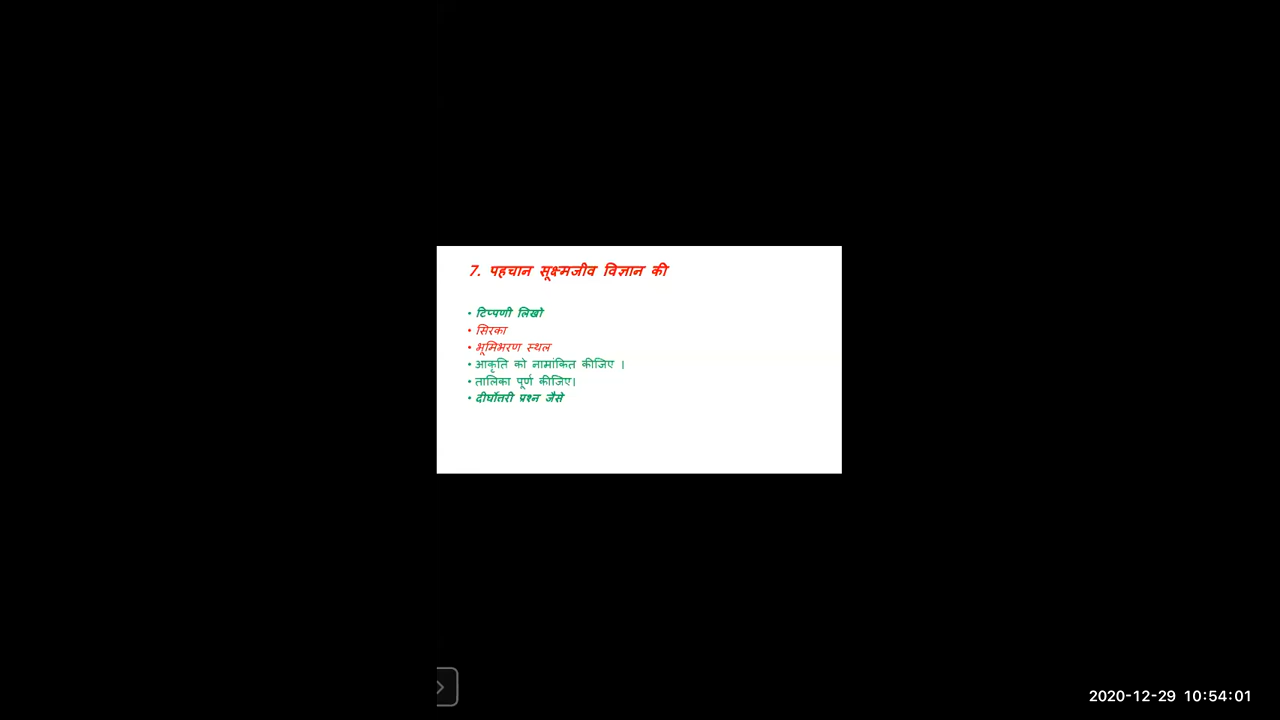 7. पहचान सूक्ष्मजीव विज्ञान की
• टिप्पणी लिखो
• सिरका
• भूमिभरण स्थल
• आकृति को नामांकित कीजिए ।
• तालिका पूर्ण कीजिए।
• दीर्घोत्तरी प्रश्न जैसे
2020-12-29 10:54:01